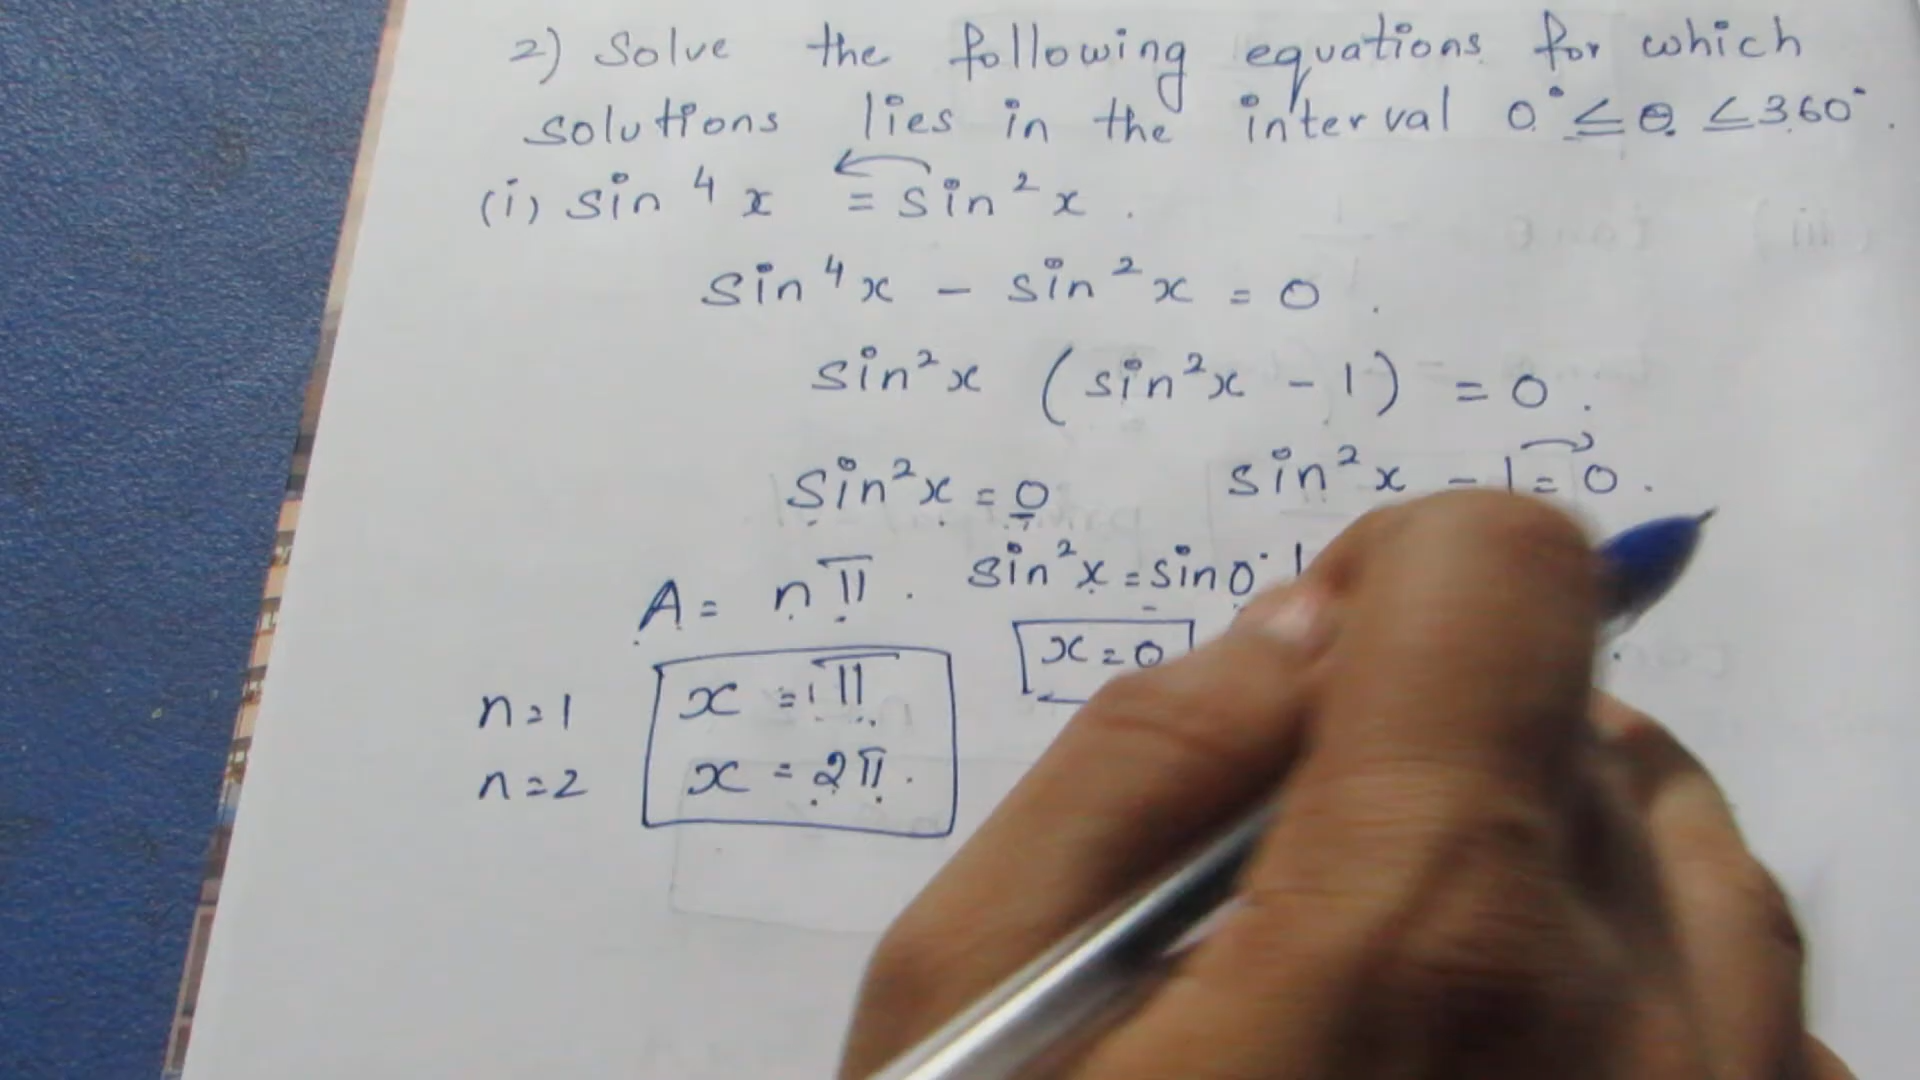 2) Solve the following equations for which
solutions lies in the interval 0° ≤ θ ≤ 360°.
(i) sin⁴x = sin²x.
sin⁴x - sin²x = 0.
sin²x (sin²x - 1) = 0.
sin²x = 0 sin²x - 1 = 0.
A = nπ. sin²x = sin0°
x = 0
n=1 x = 1π
n=2 x = 2π.